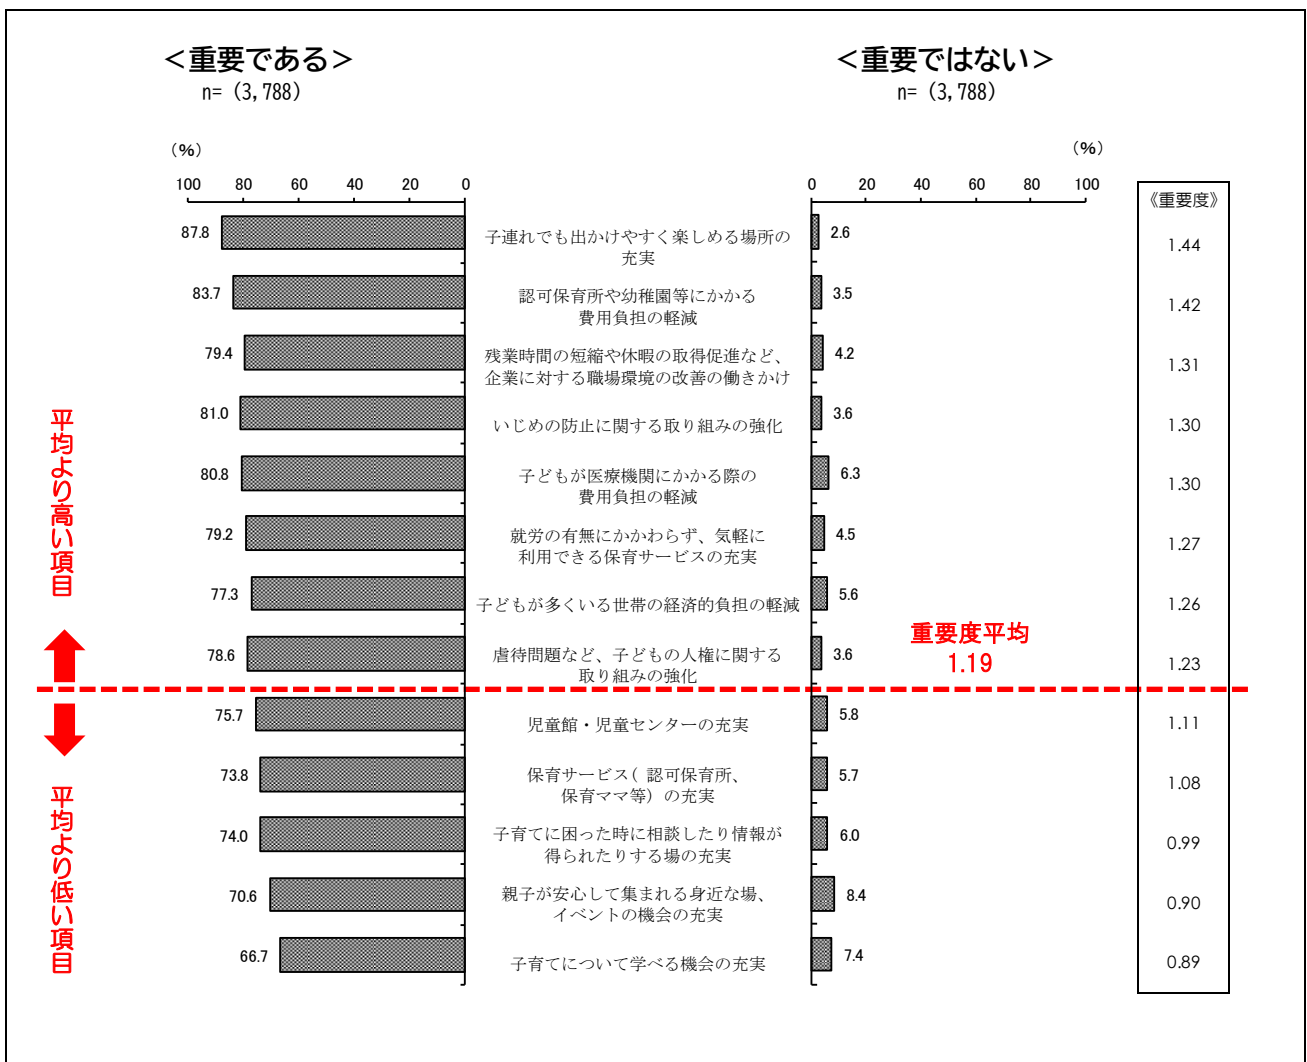 ＜重要である＞
n= (3,788)
＜重要ではない＞
n= (3,788)
(%)
100 80 60 40 20 0
(%)
0 20 40 60 80 100
《重要度》
87.8
子連れでも出かけやすく楽しめる場所の
充実
2.6
1.44
83.7
認可保育所や幼稚園等にかかる
費用負担の軽減
3.5
1.42
79.4
残業時間の短縮や休暇の取得促進など、
企業に対する職場環境の改善の働きかけ
4.2
1.31
81.0
いじめの防止に関する取り組みの強化
3.6
1.30
80.8
子どもが医療機関にかかる際の
費用負担の軽減
6.3
1.30
79.2
就労の有無にかかわらず、気軽に
利用できる保育サービスの充実
4.5
1.27
77.3
子どもが多くいる世帯の経済的負担の軽減
5.6
1.26
78.6
虐待問題など、子どもの人権に関する
取り組みの強化
3.6
1.23
重要度平均
1.19
75.7
児童館・児童センターの充実
5.8
1.11
73.8
保育サービス( 認可保育所、
保育ママ等）の充実
5.7
1.08
74.0
子育てに困った時に相談したり情報が
得られたりする場の充実
6.0
0.99
70.6
親子が安心して集まれる身近な場、
イベントの機会の充実
8.4
0.90
66.7
子育てについて学べる機会の充実
7.4
0.89
平均より高い項目
平均より低い項目